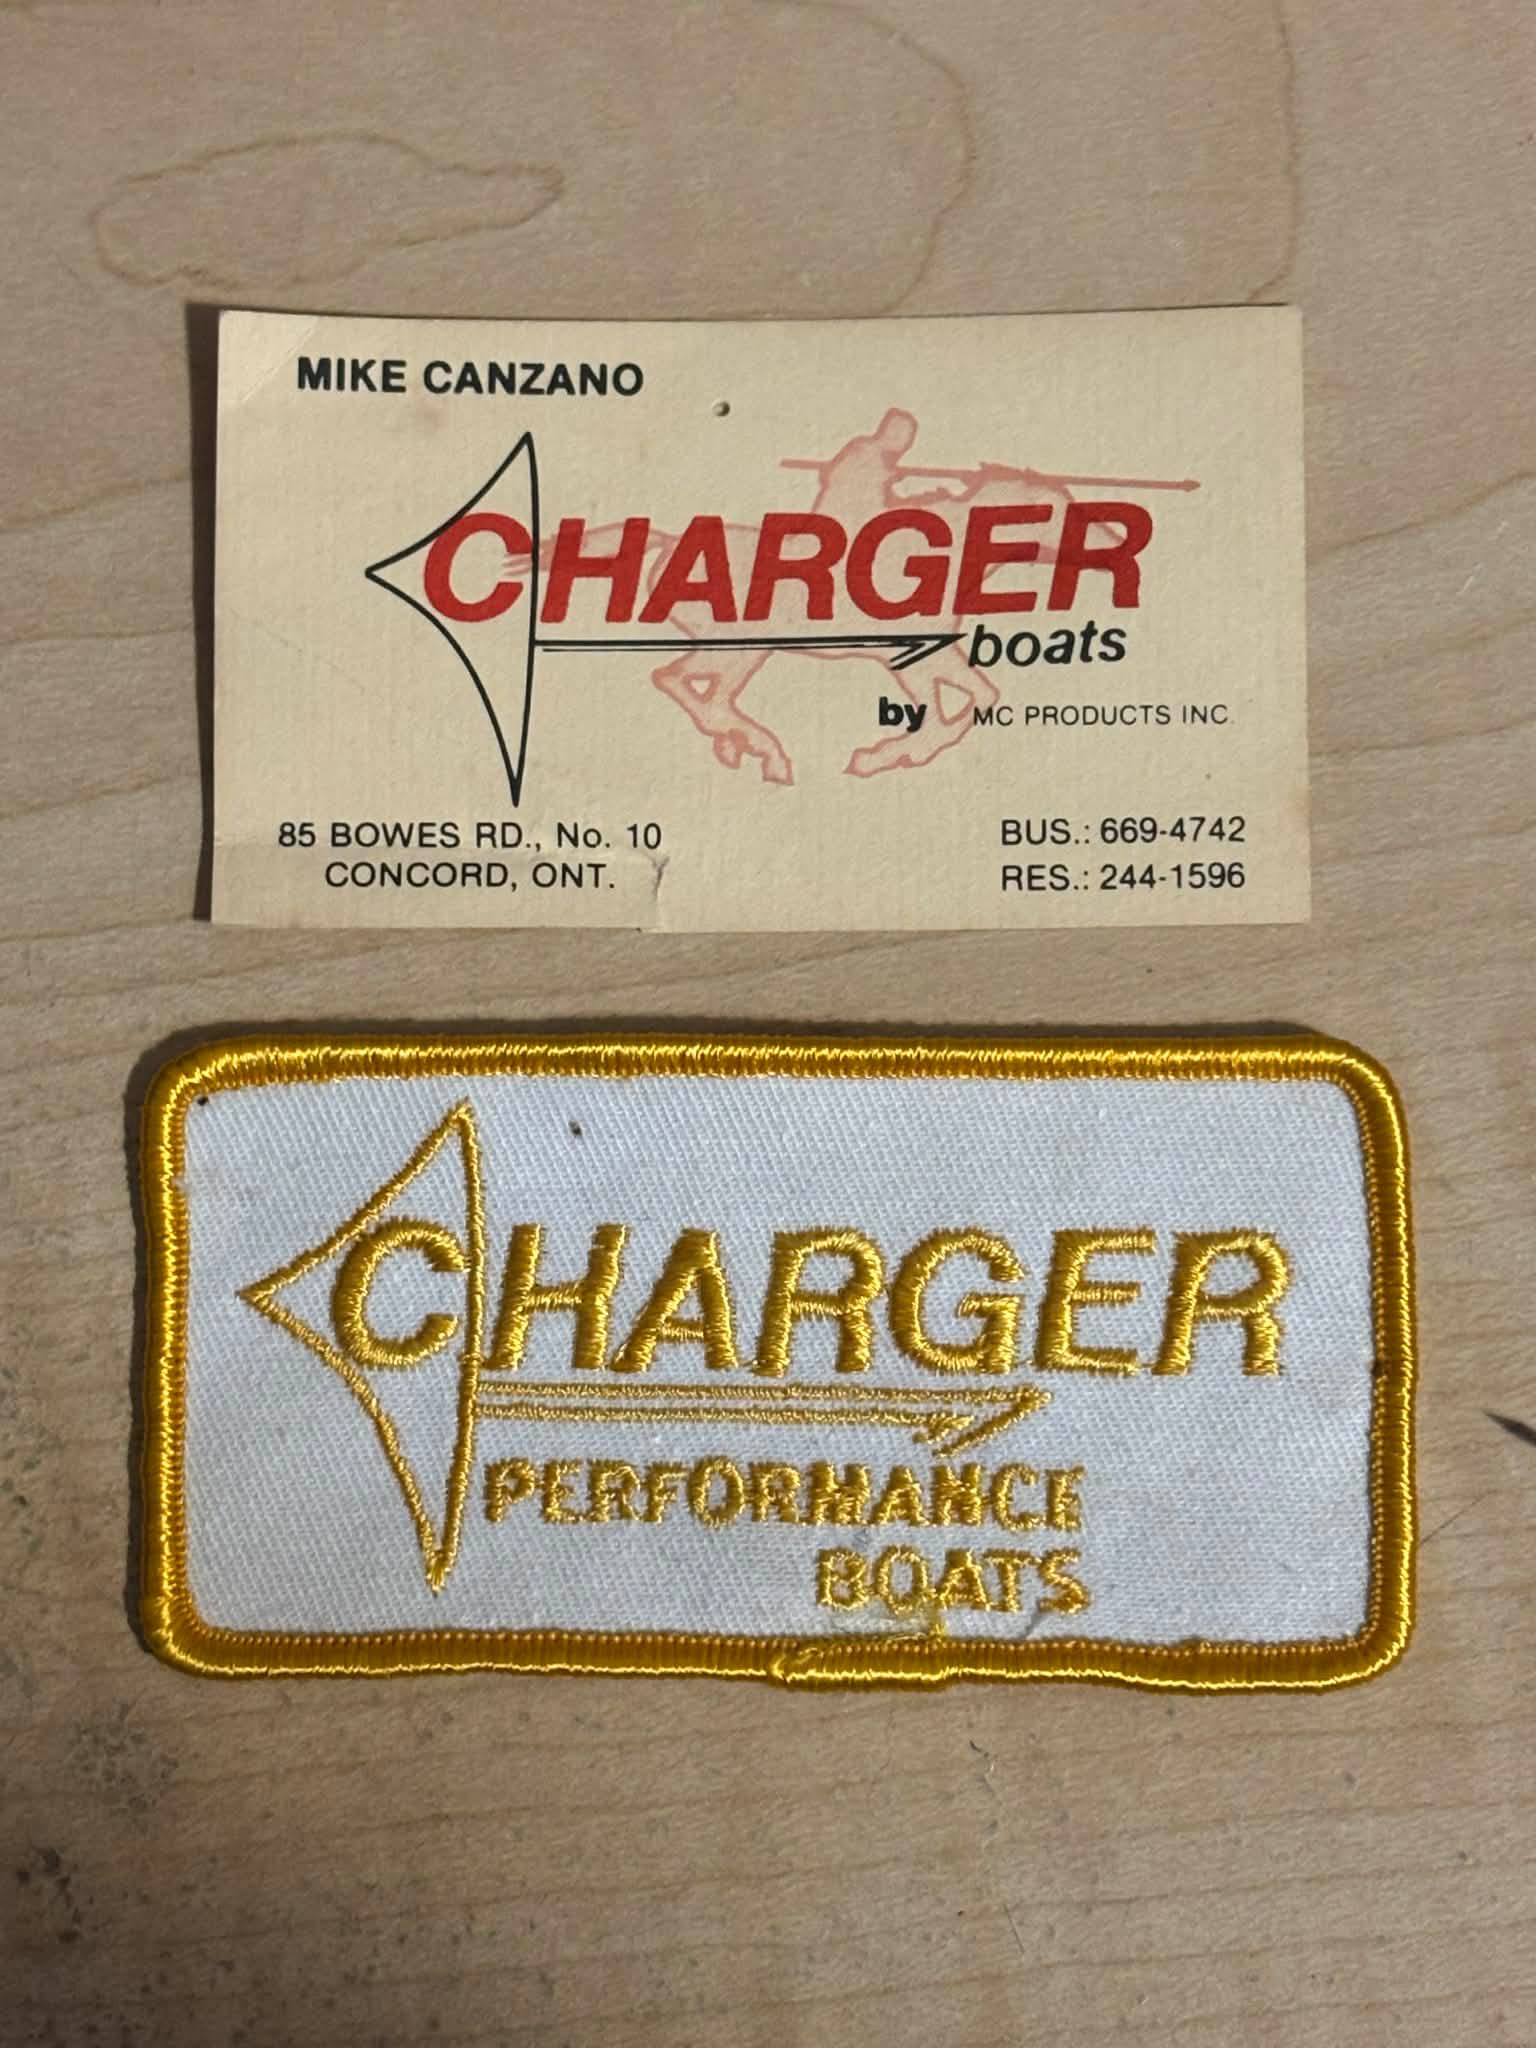 MIKE CANZANO
CHARGER
boats
by MC PRODUCTS INC.
85 BOWES RD., No. 10
CONCORD, ONT.
BUS.: 669-4742
RES.: 244-1596
CHARGER
PERFORMANCE
BOATS